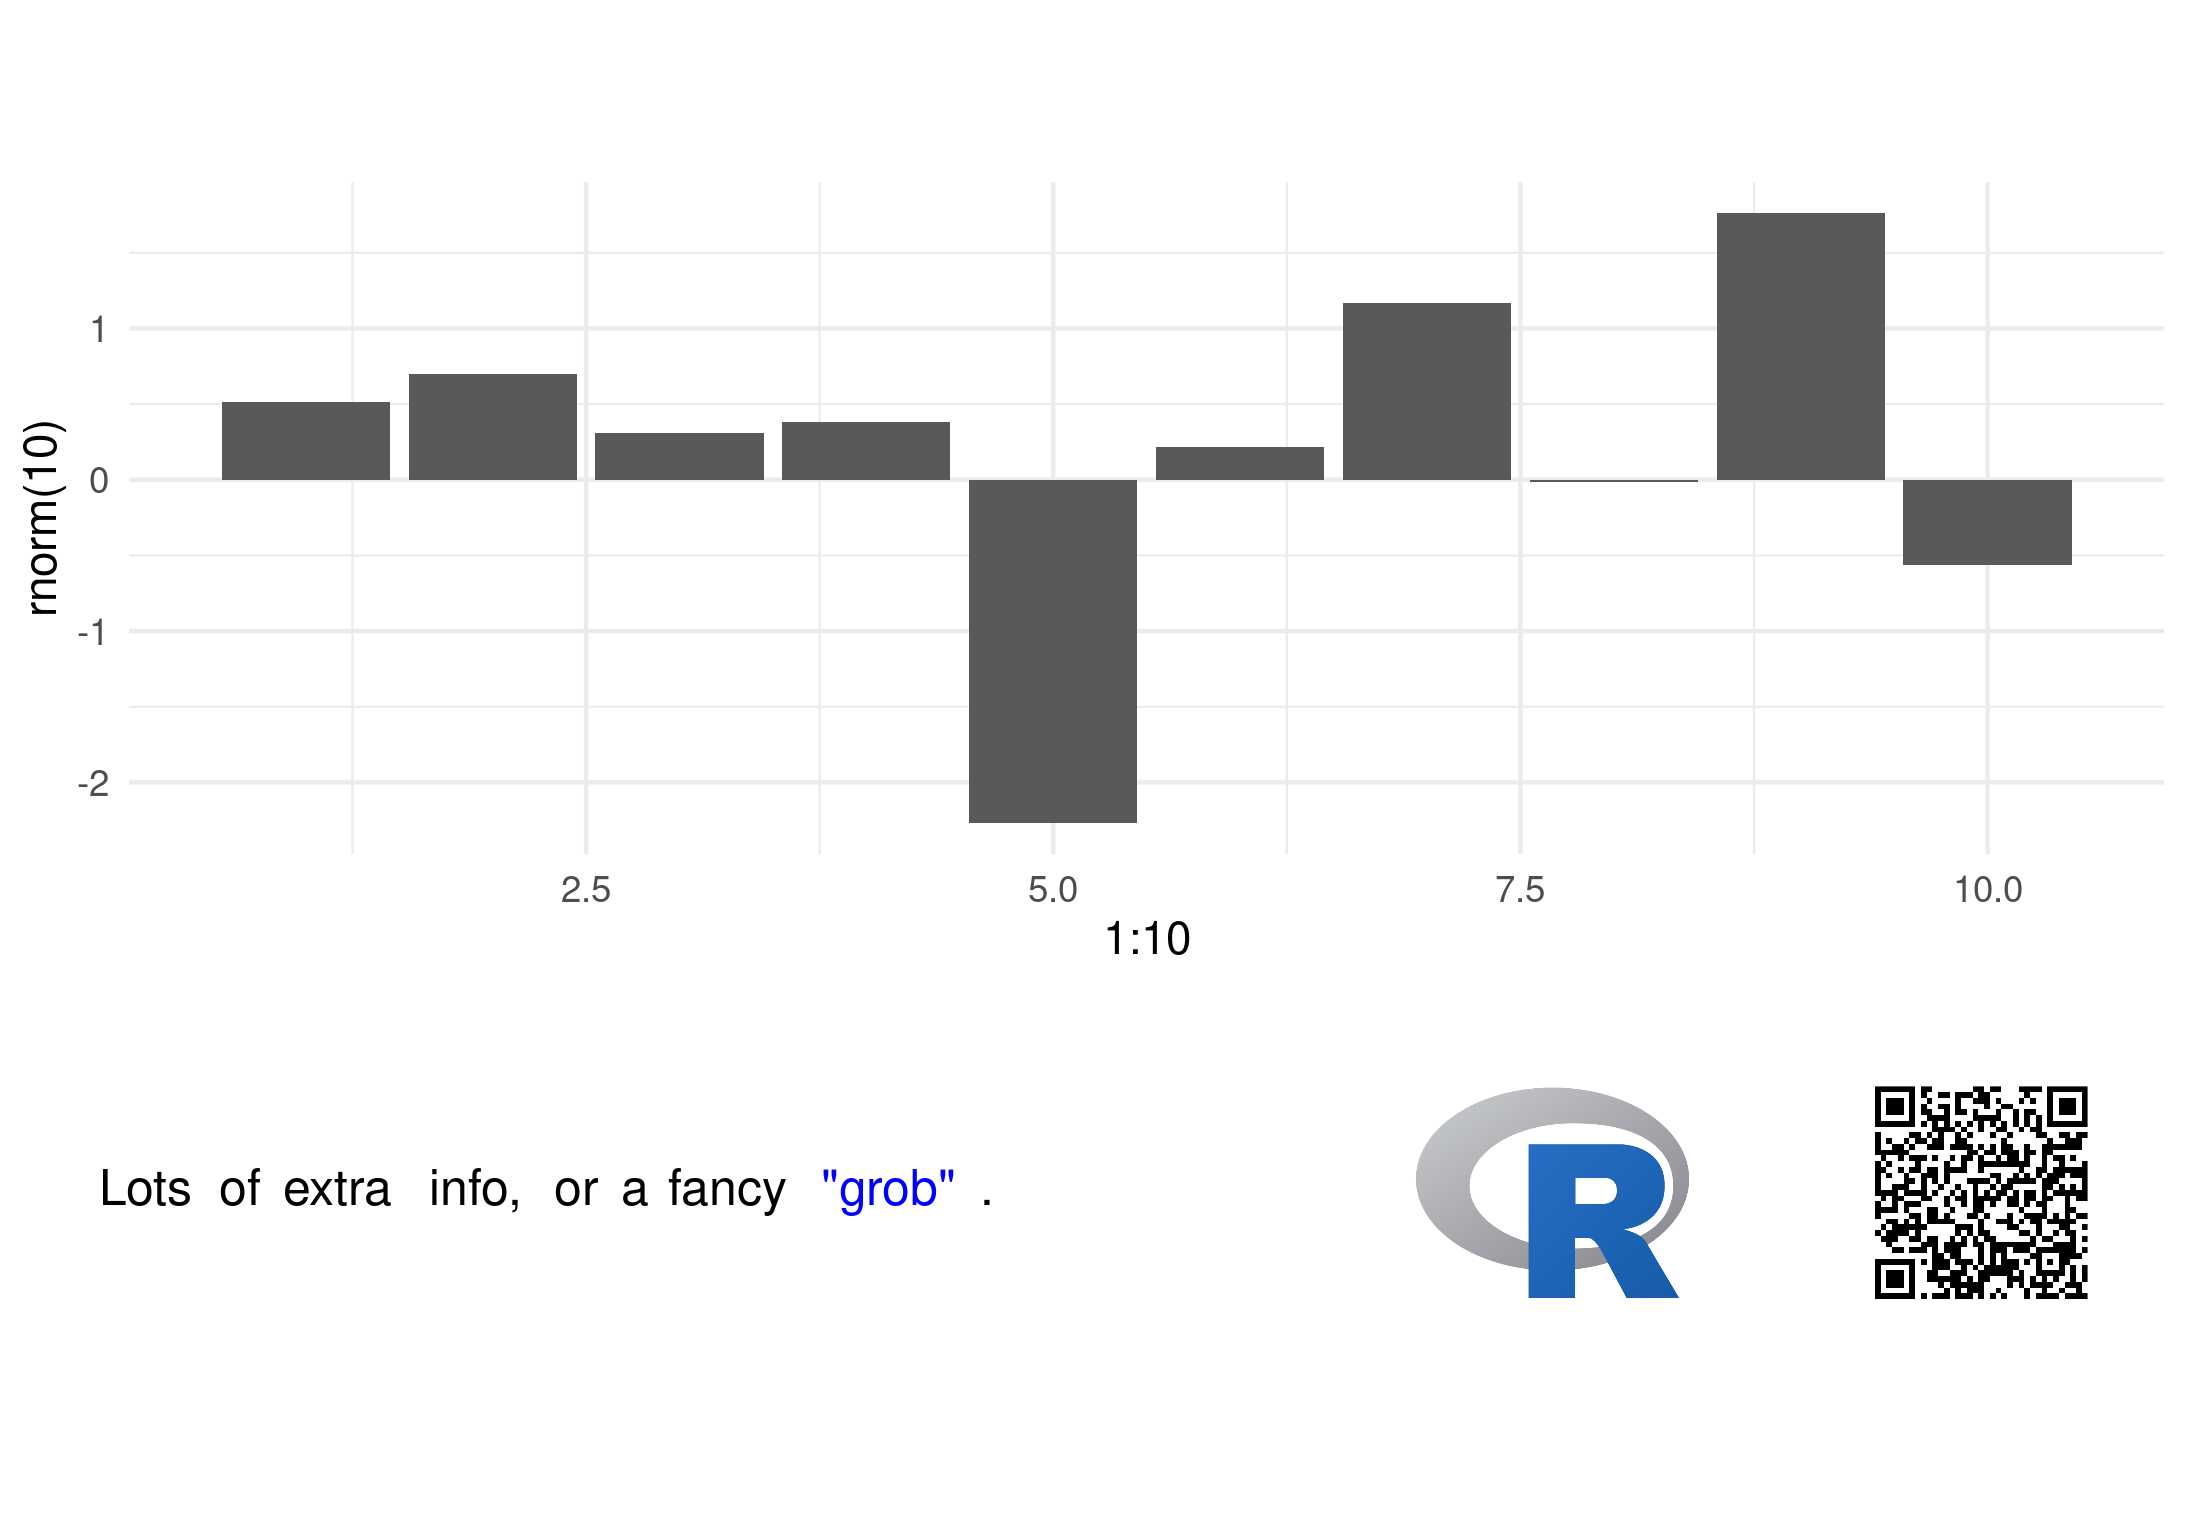 rnorm(10)
1
0
-1
-2
2.5 5.0 7.5 10.0
1:10
Lots of extra info, or a fancy "grob" .
R